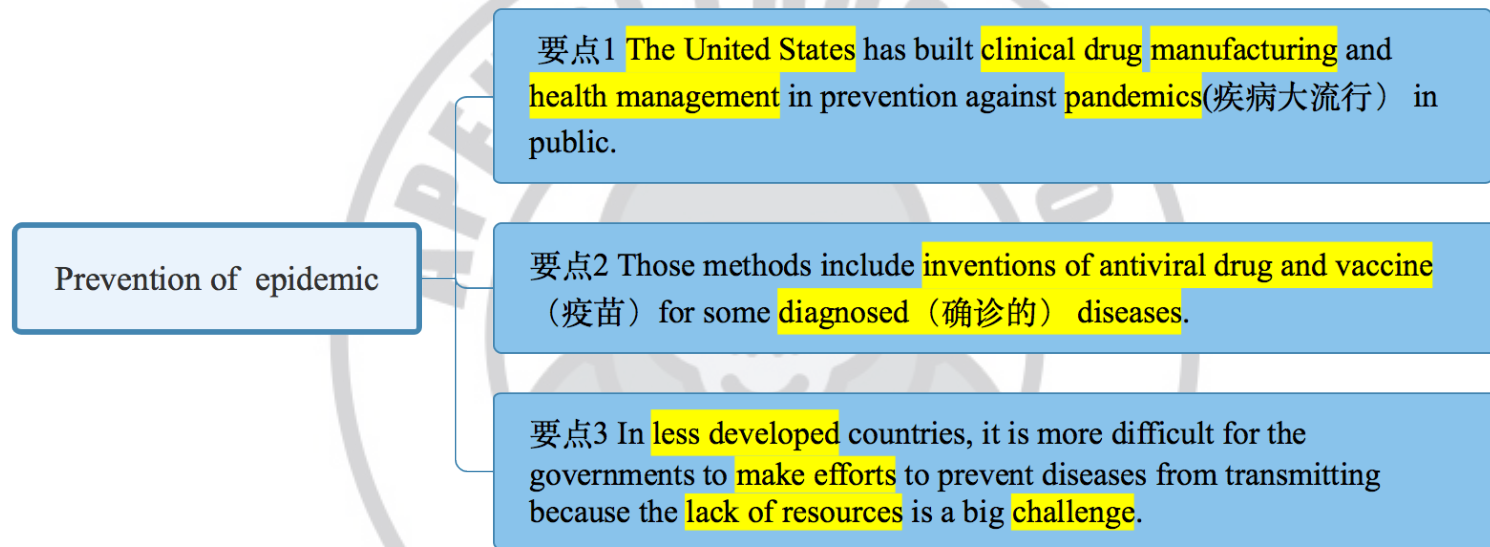 要点1 The United States has built clinical drug manufacturing and
health management in prevention against pandemics(疾病大流行） in
public.
Prevention of epidemic
要点2 Those methods include inventions of antiviral drug and vaccine
（疫苗）for some diagnosed（确诊的） diseases.
要点3 In less developed countries, it is more difficult for the
governments to make efforts to prevent diseases from transmitting
because the lack of resources is a big challenge.